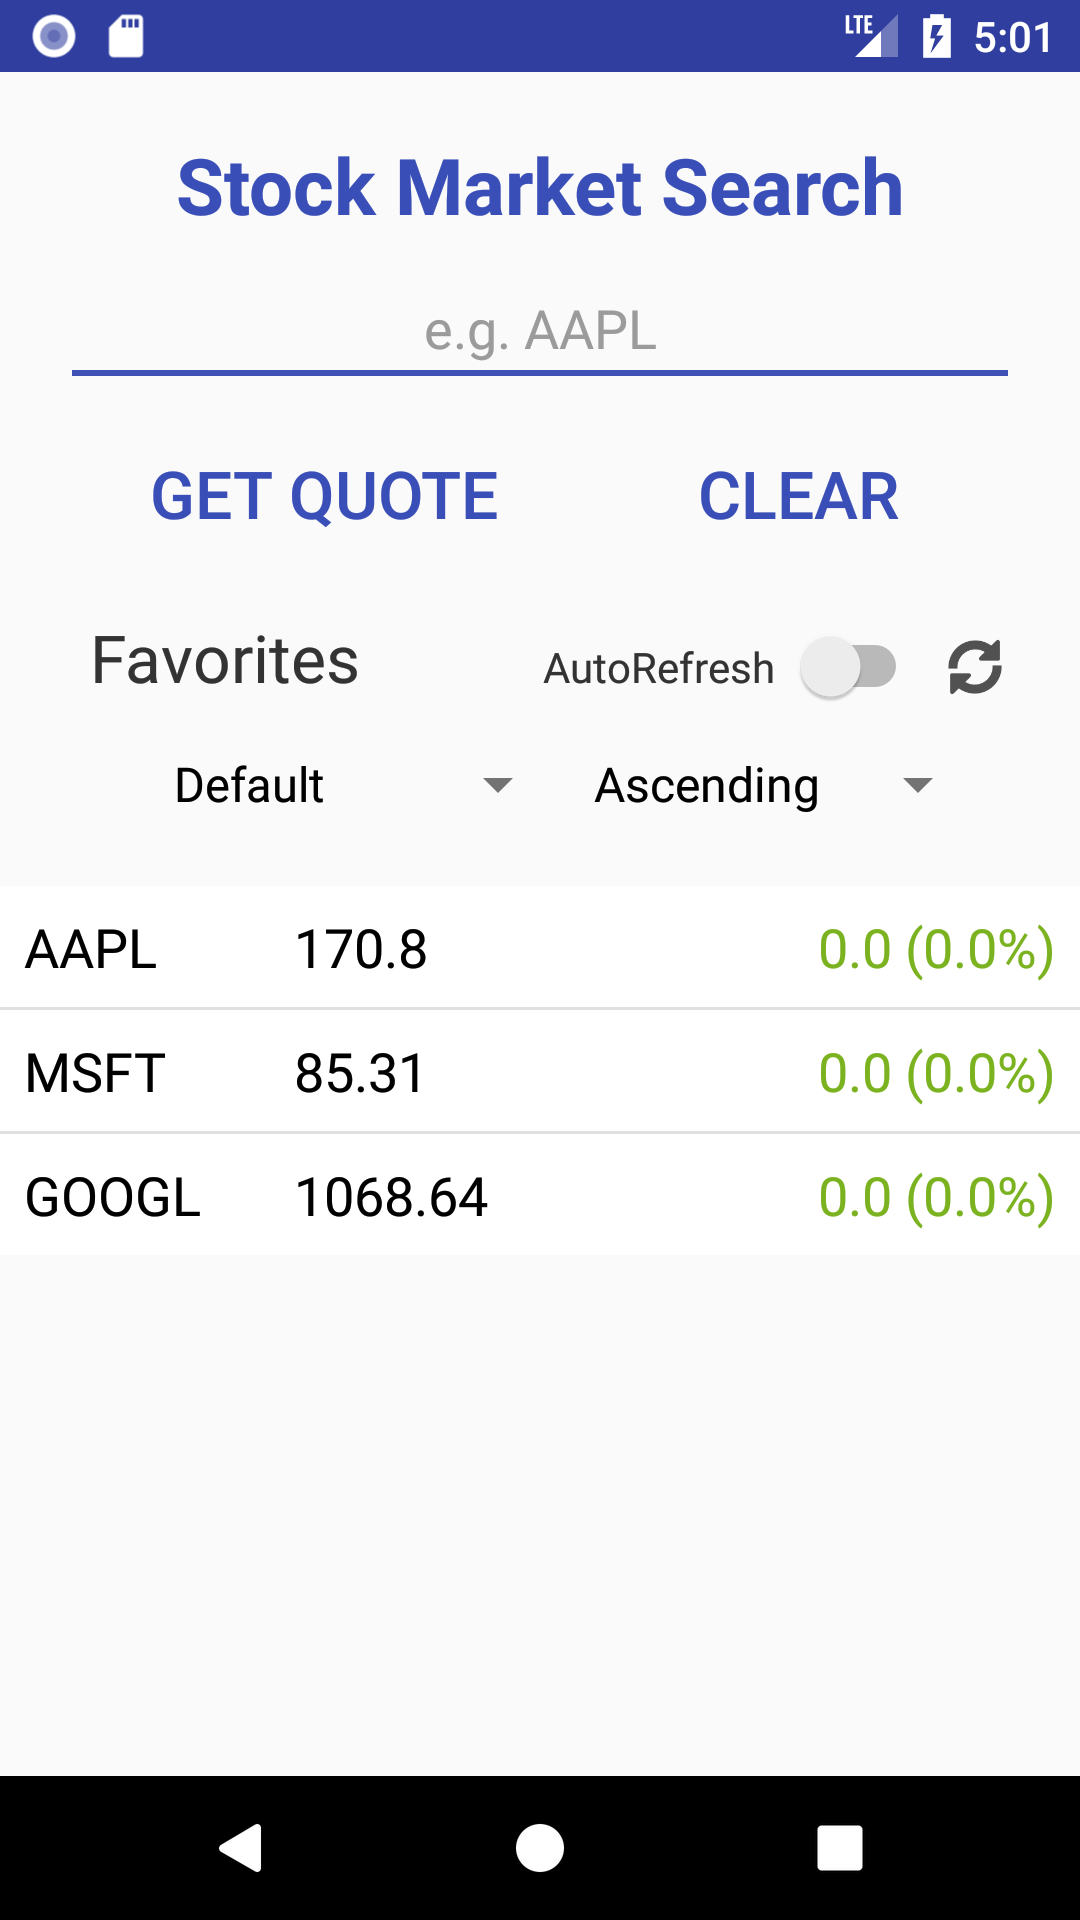 LTE 5:01
Stock Market Search
e.g. AAPL
GET QUOTE CLEAR
Favorites AutoRefresh
Default Ascending
AAPL 170.8 0.0 (0.0%)
MSFT 85.31 0.0 (0.0%)
GOOGL 1068.64 0.0 (0.0%)